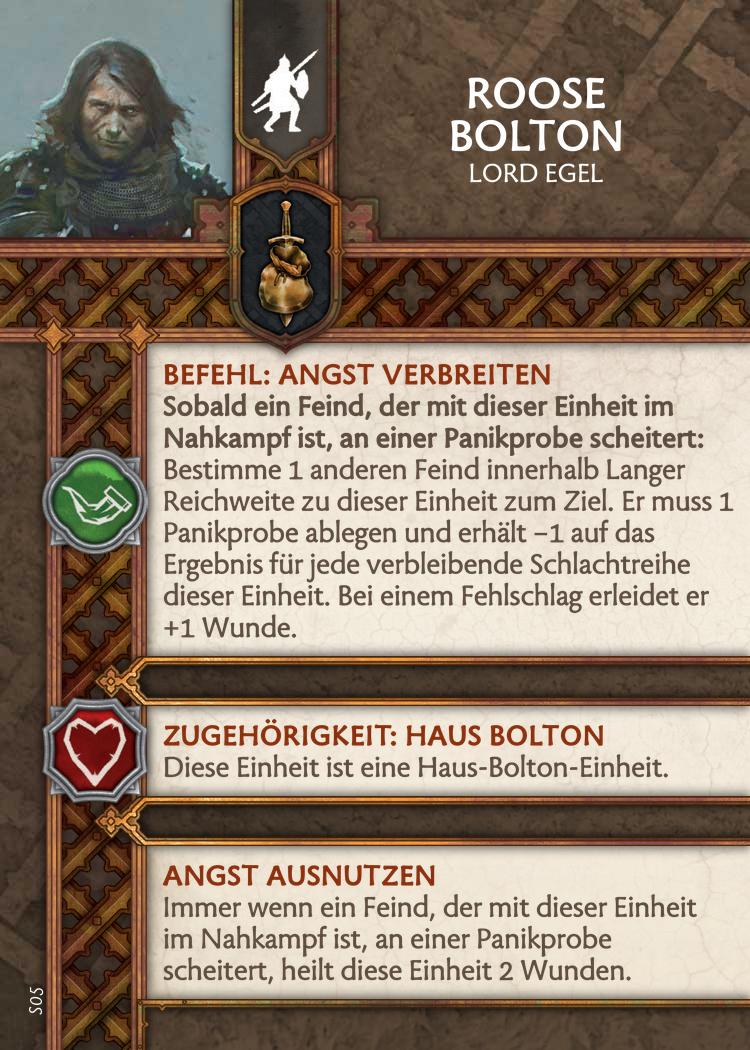 ROOSE
BOLTON
LORD EGEL
BEFEHL: ANGST VERBREITEN
Sobald ein Feind, der mit dieser Einheit im
Nahkampf ist, an einer Panikprobe scheitert:
Bestimme 1 anderen Feind innerhalb Langer
Reichweite zu dieser Einheit zum Ziel. Er muss 1
Panikprobe ablegen und erhält –1 auf das
Ergebnis für jede verbleibende Schlachtreihe
dieser Einheit. Bei einem Fehlschlag erleidet er
+1 Wunde.
ZUGEHÖRIGKEIT: HAUS BOLTON
Diese Einheit ist eine Haus-Bolton-Einheit.
ANGST AUSNUTZEN
Immer wenn ein Feind, der mit dieser Einheit
im Nahkampf ist, an einer Panikprobe
scheitert, heilt diese Einheit 2 Wunden.
S05